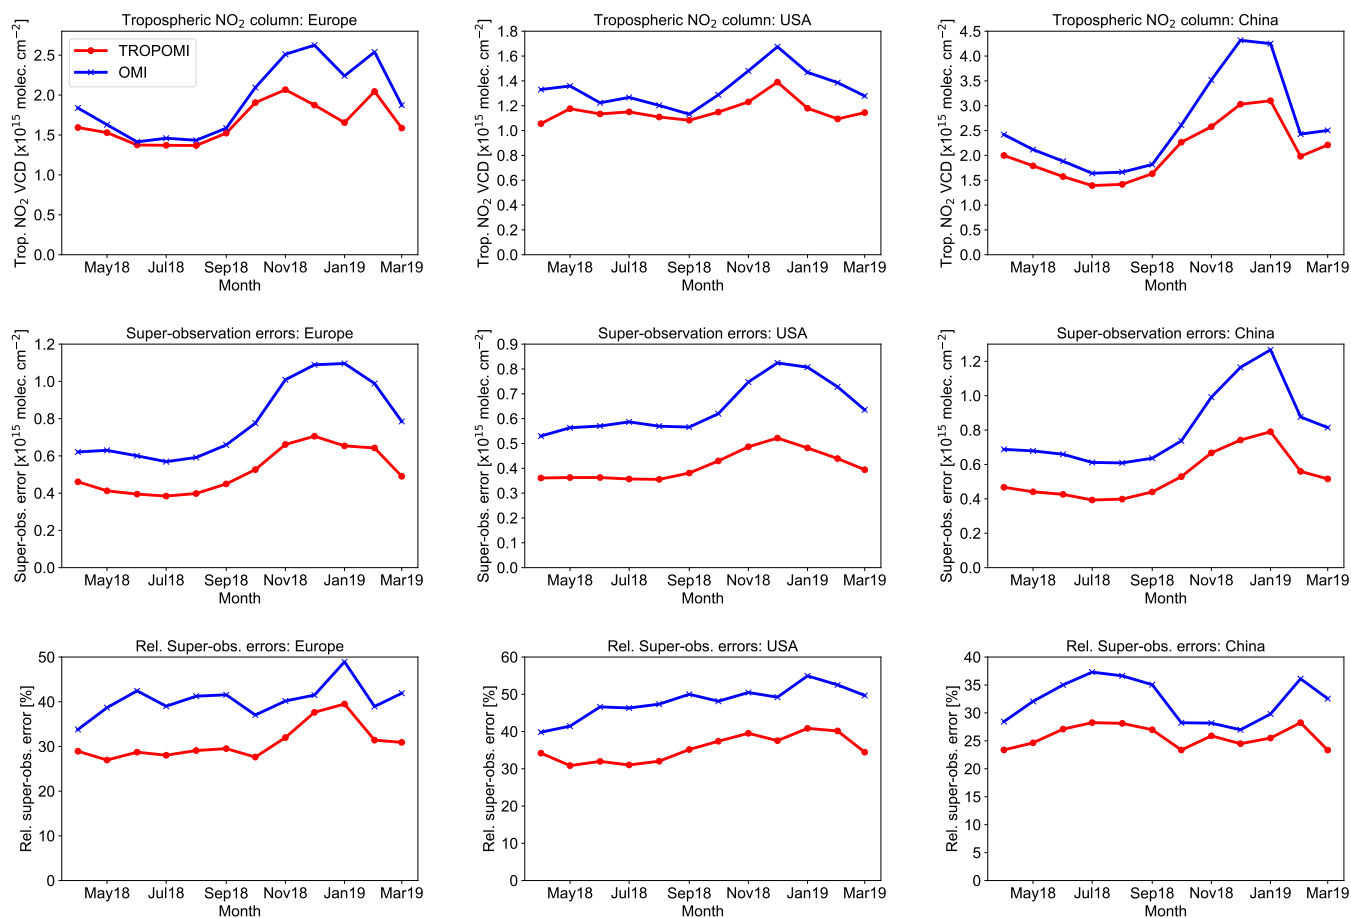 Tropospheric NO₂ column: Europe
Trop. NO₂ VCD [x10¹⁵ molec. cm⁻²]
2.5
2.0
1.5
1.0
0.5
0.0
TROPOMI
OMI
May18 Jul18 Sep18 Nov18 Jan19 Mar19
Month
Tropospheric NO₂ column: USA
Trop. NO₂ VCD [x10¹⁵ molec. cm⁻²]
1.8
1.6
1.4
1.2
1.0
0.8
0.6
0.4
0.2
0.0
May18 Jul18 Sep18 Nov18 Jan19 Mar19
Month
Tropospheric NO₂ column: China
Trop. NO₂ VCD [x10¹⁵ molec. cm⁻²]
4.5
4.0
3.5
3.0
2.5
2.0
1.5
1.0
0.5
0.0
May18 Jul18 Sep18 Nov18 Jan19 Mar19
Month
Super-observation errors: Europe
Super-obs. error [x10¹⁵ molec. cm⁻²]
1.2
1.0
0.8
0.6
0.4
0.2
0.0
May18 Jul18 Sep18 Nov18 Jan19 Mar19
Month
Super-observation errors: USA
Super-obs. error [x10¹⁵ molec. cm⁻²]
0.9
0.8
0.7
0.6
0.5
0.4
0.3
0.2
0.1
0.0
May18 Jul18 Sep18 Nov18 Jan19 Mar19
Month
Super-observation errors: China
Super-obs. error [x10¹⁵ molec. cm⁻²]
1.2
1.0
0.8
0.6
0.4
0.2
0.0
May18 Jul18 Sep18 Nov18 Jan19 Mar19
Month
Rel. Super-obs. errors: Europe
Rel. super-obs. error [%]
50
40
30
20
10
0
May18 Jul18 Sep18 Nov18 Jan19 Mar19
Month
Rel. Super-obs. errors: USA
Rel. super-obs. error [%]
60
50
40
30
20
10
0
May18 Jul18 Sep18 Nov18 Jan19 Mar19
Month
Rel. Super-obs. errors: China
Rel. super-obs. error [%]
40
35
30
25
20
15
10
5
0
May18 Jul18 Sep18 Nov18 Jan19 Mar19
Month